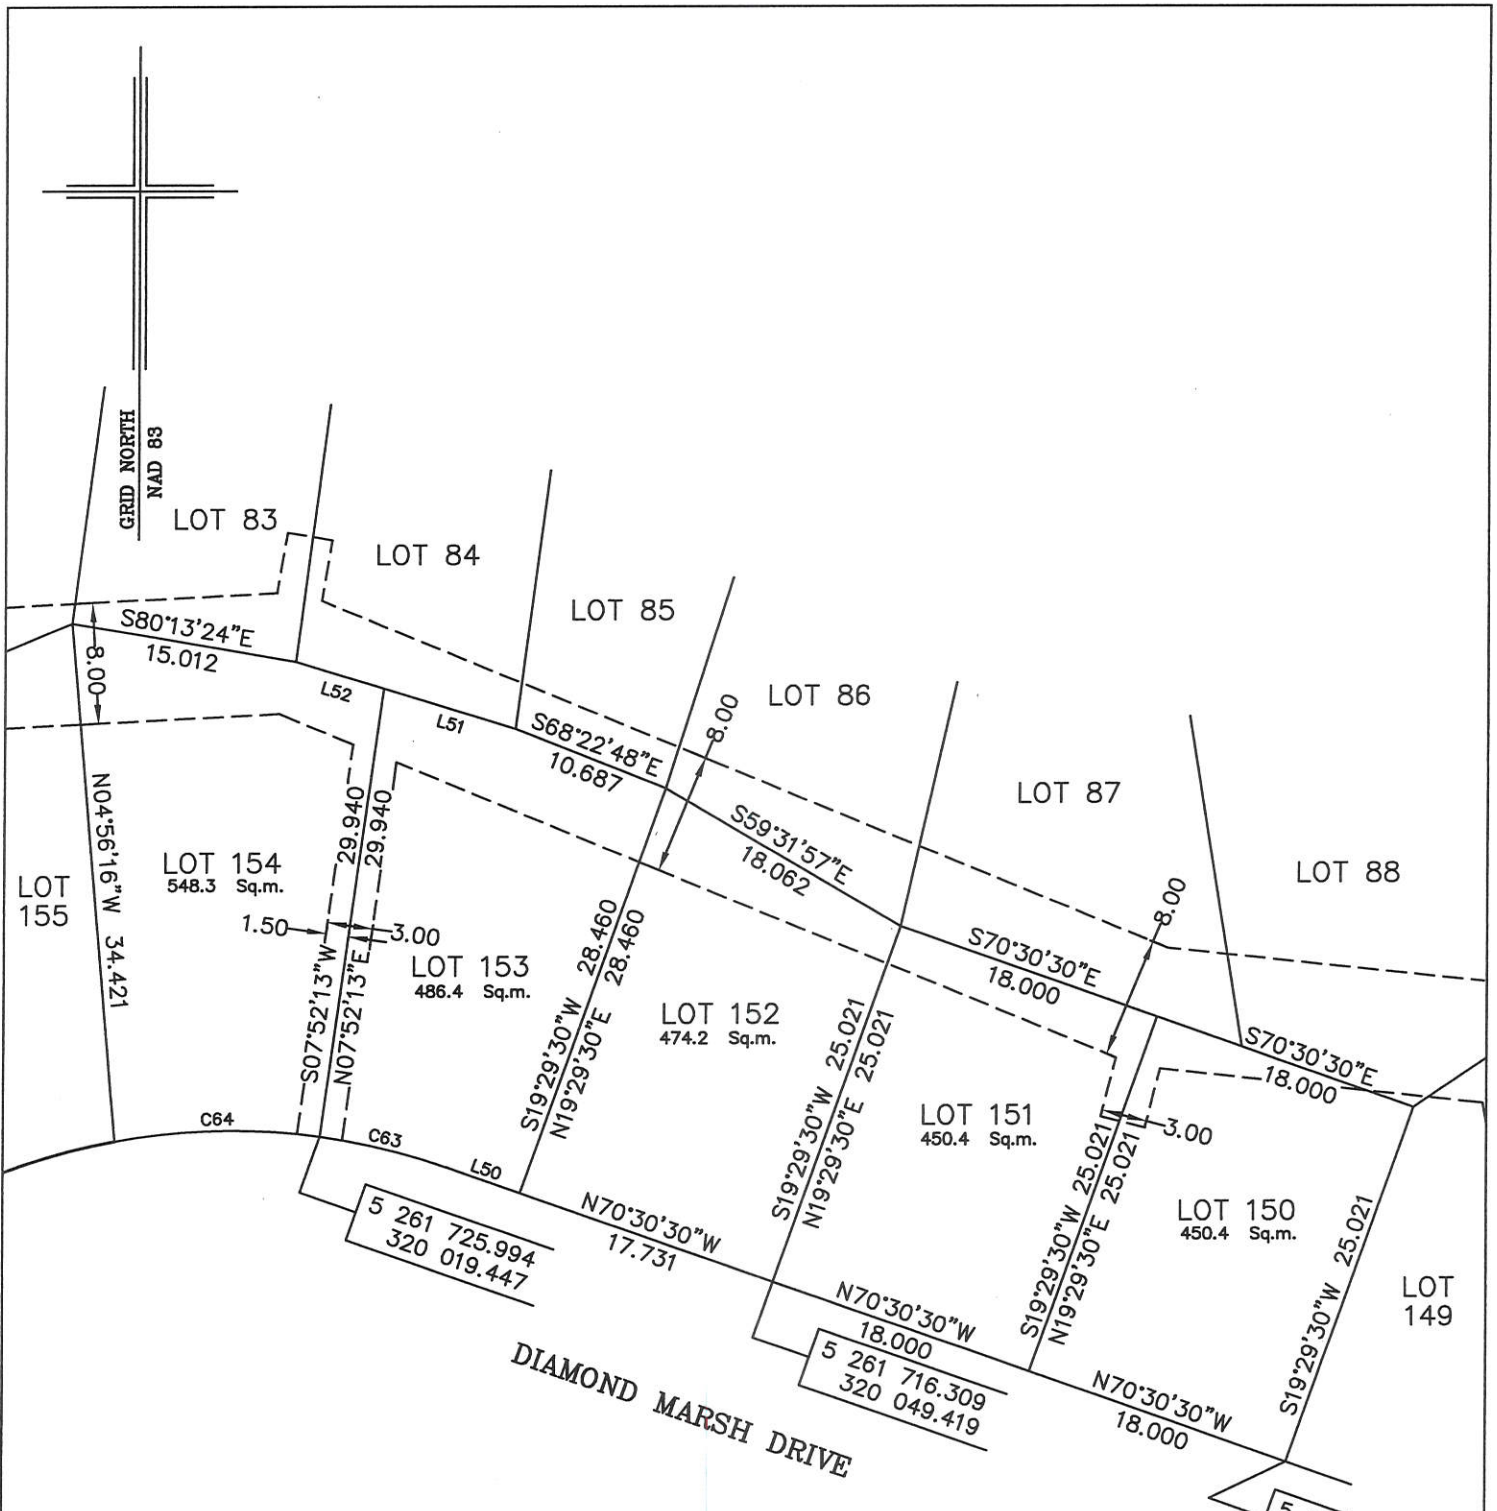 GRID NORTH
NAD 83
LOT 83
LOT 84
LOT 85
LOT 86
LOT 87
LOT 88
S80°13'24"E
15.012
8.00
L52
L51
S68°22'48"E
10.687
8.00
S59°31'57"E
18.062
8.00
S70°30'30"E
18.000
S70°30'30"E
18.000
N04°56'16"W 34.421
LOT
155
LOT 154
548.3 Sq.m.
1.50
3.00
S07°52'13"W 29.940
N07°52'13"E 29.940
LOT 153
486.4 Sq.m.
S19°29'30"W 28.460
N19°29'30"E 28.460
LOT 152
474.2 Sq.m.
S19°29'30"W 25.021
N19°29'30"E 25.021
LOT 151
450.4 Sq.m.
3.00
S19°29'30"W 25.021
N19°29'30"E 25.021
LOT 150
450.4 Sq.m.
S19°29'30"W 25.021
LOT
149
C64
C63
L50
N70°30'30"W
17.731
5 261 725.994
320 019.447
N70°30'30"W
18.000
5 261 716.309
320 049.419
N70°30'30"W
18.000
DIAMOND MARSH DRIVE